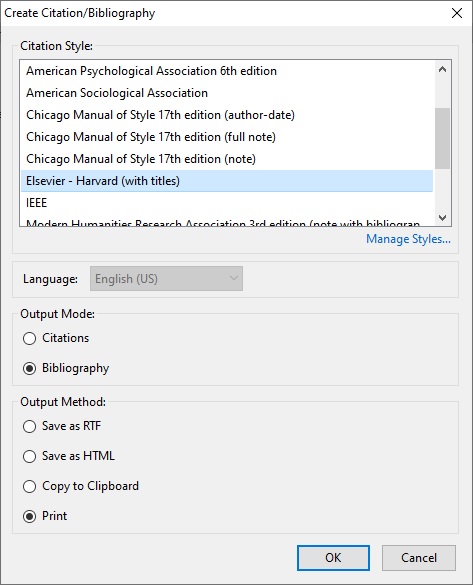 Create Citation/Bibliography
Citation Style:
American Psychological Association 6th edition
American Sociological Association
Chicago Manual of Style 17th edition (author-date)
Chicago Manual of Style 17th edition (full note)
Chicago Manual of Style 17th edition (note)
Elsevier - Harvard (with titles)
IEEE
Modern Humanities Research Association 3rd edition (note with bibliogran
Manage Styles...
Language: English (US)
Output Mode:
Citations
Bibliography
Output Method:
Save as RTF
Save as HTML
Copy to Clipboard
Print
OK Cancel